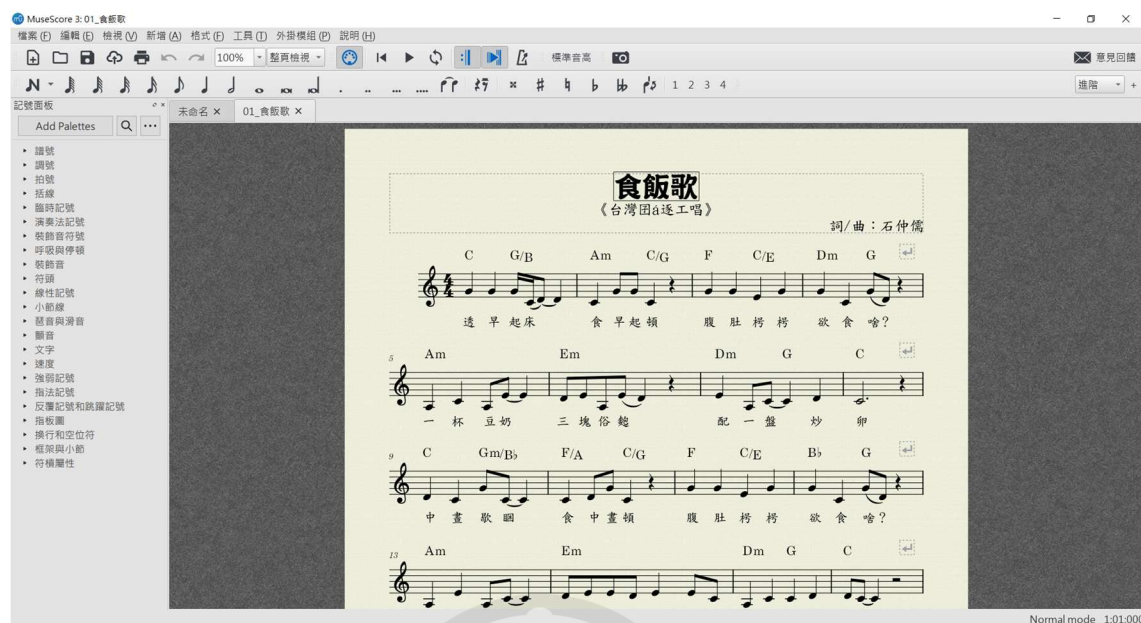 MuseScore 3: 01_食飯歌
檔案(F) 編輯(E) 檢視(V) 新增(A) 格式(F) 工具(T) 外掛模組(P) 說明(H)
100% 整頁檢視 標準音高 意見回饋
1 2 3 4 進階 +
記號面板
未命名 × 01_食飯歌 ×
Add Palettes
譜號
調號
拍號
括線
臨時記號
演奏法記號
裝飾音符號
呼吸與停頓
裝飾音
符頭
線性記號
小節線
琶音與滑音
顫音
文字
速度
強弱記號
指法記號
反覆記號和跳躍記號
指板圖
換行和空位符
框架與小節
符槓屬性
食飯歌
《台灣囝á逐工唱》
詞/曲：石仲儒
C G/B Am C/G F C/E Dm G
透 早 起床 食 早 起 頓 腹 肚 枵 枵 欲 食 啥?
5 Am Em Dm G C
一 杯 豆 奶 三 塊 俗 麭 配 一 盤 炒 卵
9 C Gm/B♭ F/A C/G F C/E B♭ G
中 晝 歇 睏 食 中 晝 頓 腹 肚 枵 枵 欲 食 啥?
13 Am Em Dm G C
Normal mode 1:01:000